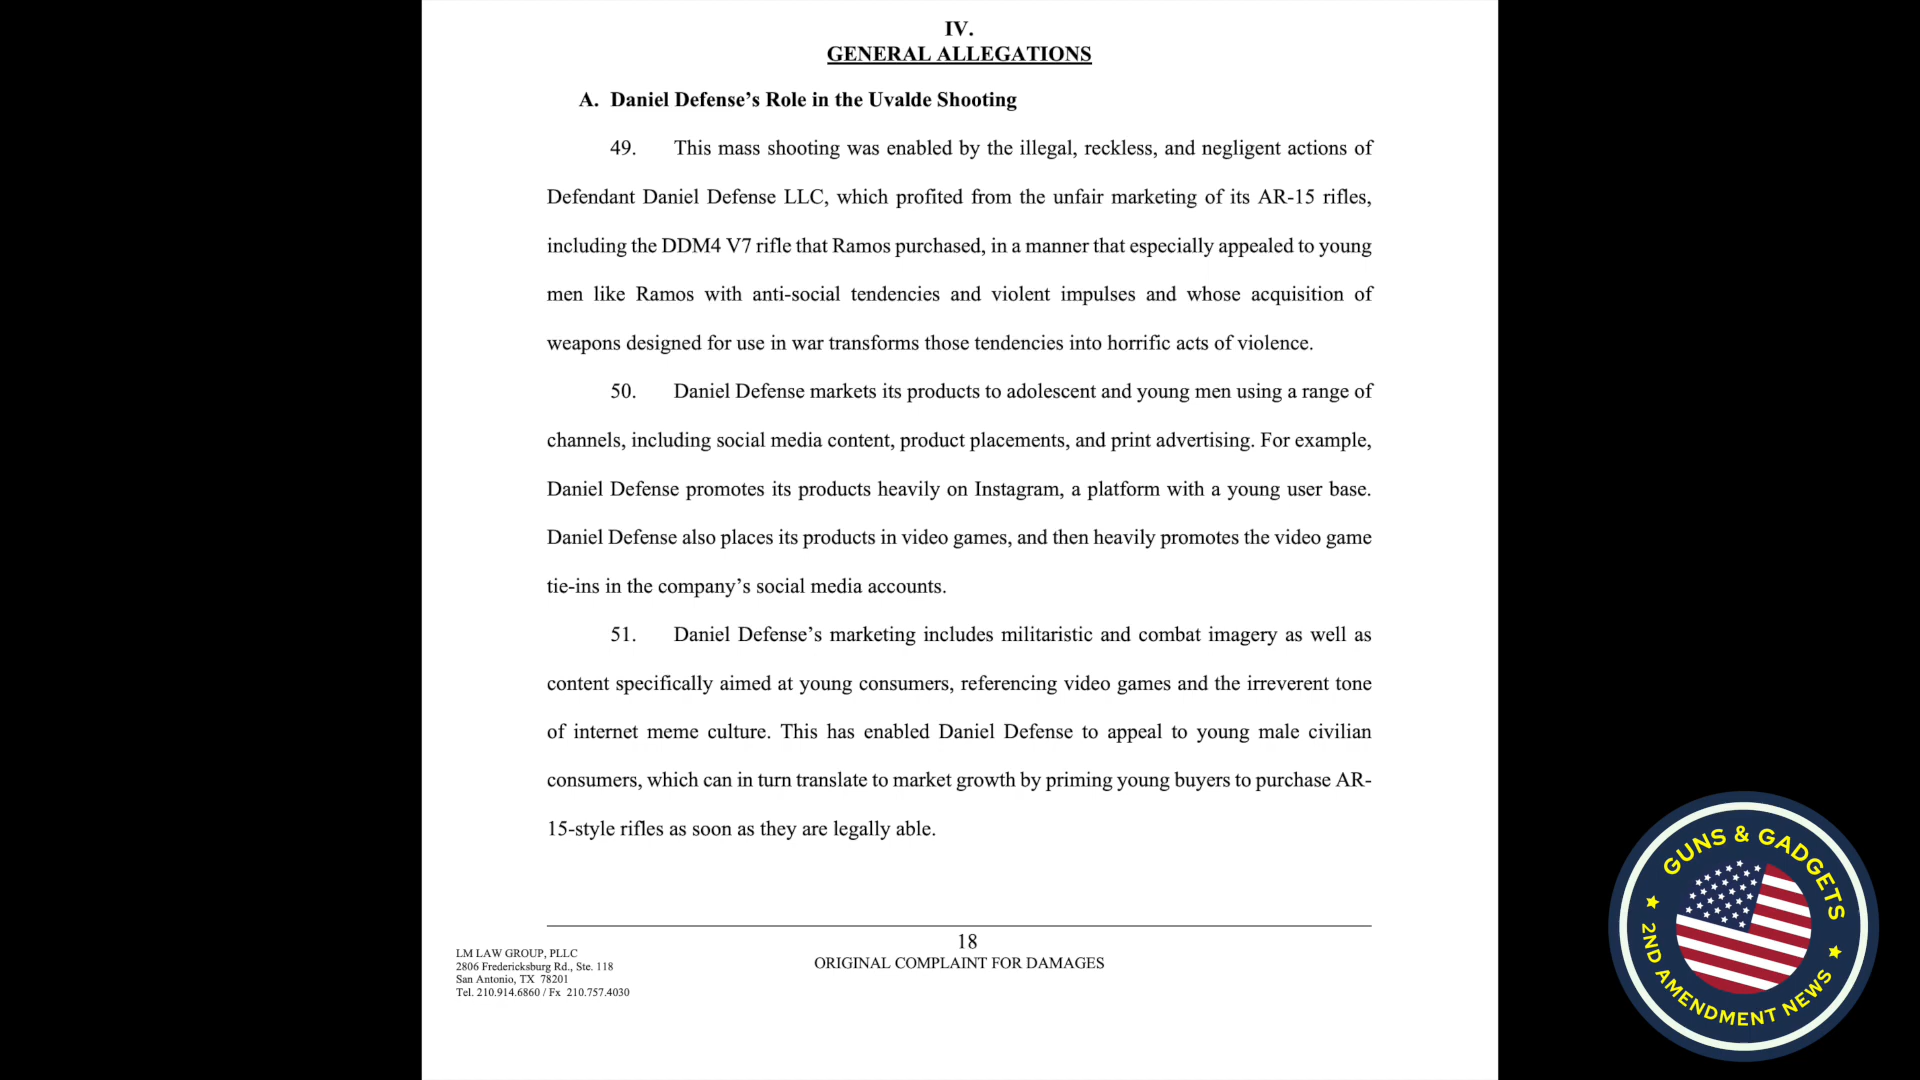 IV.
GENERAL ALLEGATIONS
A. Daniel Defense’s Role in the Uvalde Shooting
49. This mass shooting was enabled by the illegal, reckless, and negligent actions of
Defendant Daniel Defense LLC, which profited from the unfair marketing of its AR-15 rifles,
including the DDM4 V7 rifle that Ramos purchased, in a manner that especially appealed to young
men like Ramos with anti-social tendencies and violent impulses and whose acquisition of
weapons designed for use in war transforms those tendencies into horrific acts of violence.
50. Daniel Defense markets its products to adolescent and young men using a range of
channels, including social media content, product placements, and print advertising. For example,
Daniel Defense promotes its products heavily on Instagram, a platform with a young user base.
Daniel Defense also places its products in video games, and then heavily promotes the video game
tie-ins in the company’s social media accounts.
51. Daniel Defense’s marketing includes militaristic and combat imagery as well as
content specifically aimed at young consumers, referencing video games and the irreverent tone
of internet meme culture. This has enabled Daniel Defense to appeal to young male civilian
consumers, which can in turn translate to market growth by priming young buyers to purchase AR-
15-style rifles as soon as they are legally able.
18
ORIGINAL COMPLAINT FOR DAMAGES
LM LAW GROUP, PLLC
2806 Fredericksburg Rd., Ste. 118
San Antonio, TX 78201
Tel. 210.914.6860 / Fx 210.757.4030
GUNS & GADGETS
2ND AMENDMENT NEWS